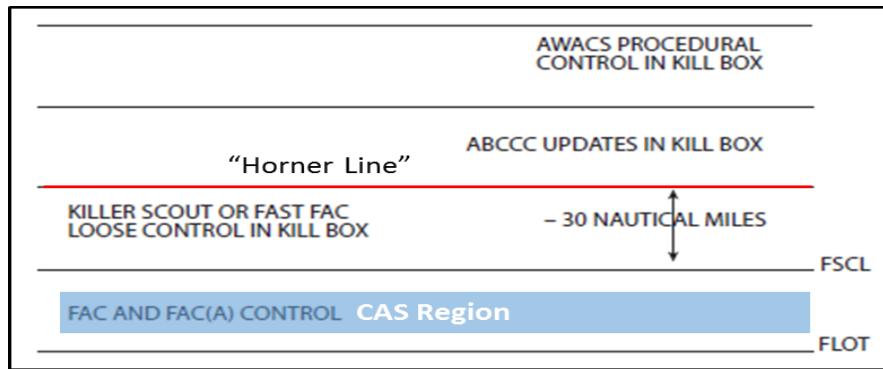 AWACS PROCEDURAL
CONTROL IN KILL BOX
ABCCC UPDATES IN KILL BOX
“Horner Line”
KILLER SCOUT OR FAST FAC
LOOSE CONTROL IN KILL BOX
– 30 NAUTICAL MILES
FSCL
FAC AND FAC(A) CONTROL CAS Region
FLOT